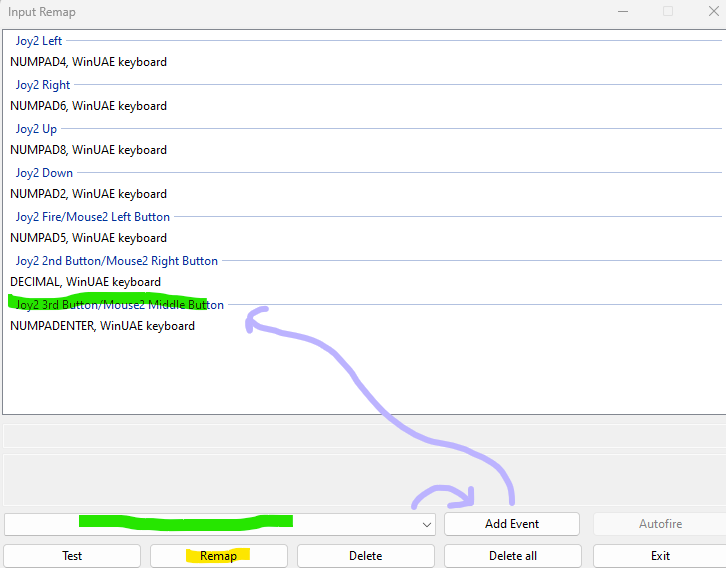 Input Remap
Joy2 Left
NUMPAD4, WinUAE keyboard
Joy2 Right
NUMPAD6, WinUAE keyboard
Joy2 Up
NUMPAD8, WinUAE keyboard
Joy2 Down
NUMPAD2, WinUAE keyboard
Joy2 Fire/Mouse2 Left Button
NUMPAD5, WinUAE keyboard
Joy2 2nd Button/Mouse2 Right Button
DECIMAL, WinUAE keyboard
Joy2 3rd Button/Mouse2 Middle Button
NUMPADENTER, WinUAE keyboard
Add Event Autofire
Test Remap Delete Delete all Exit